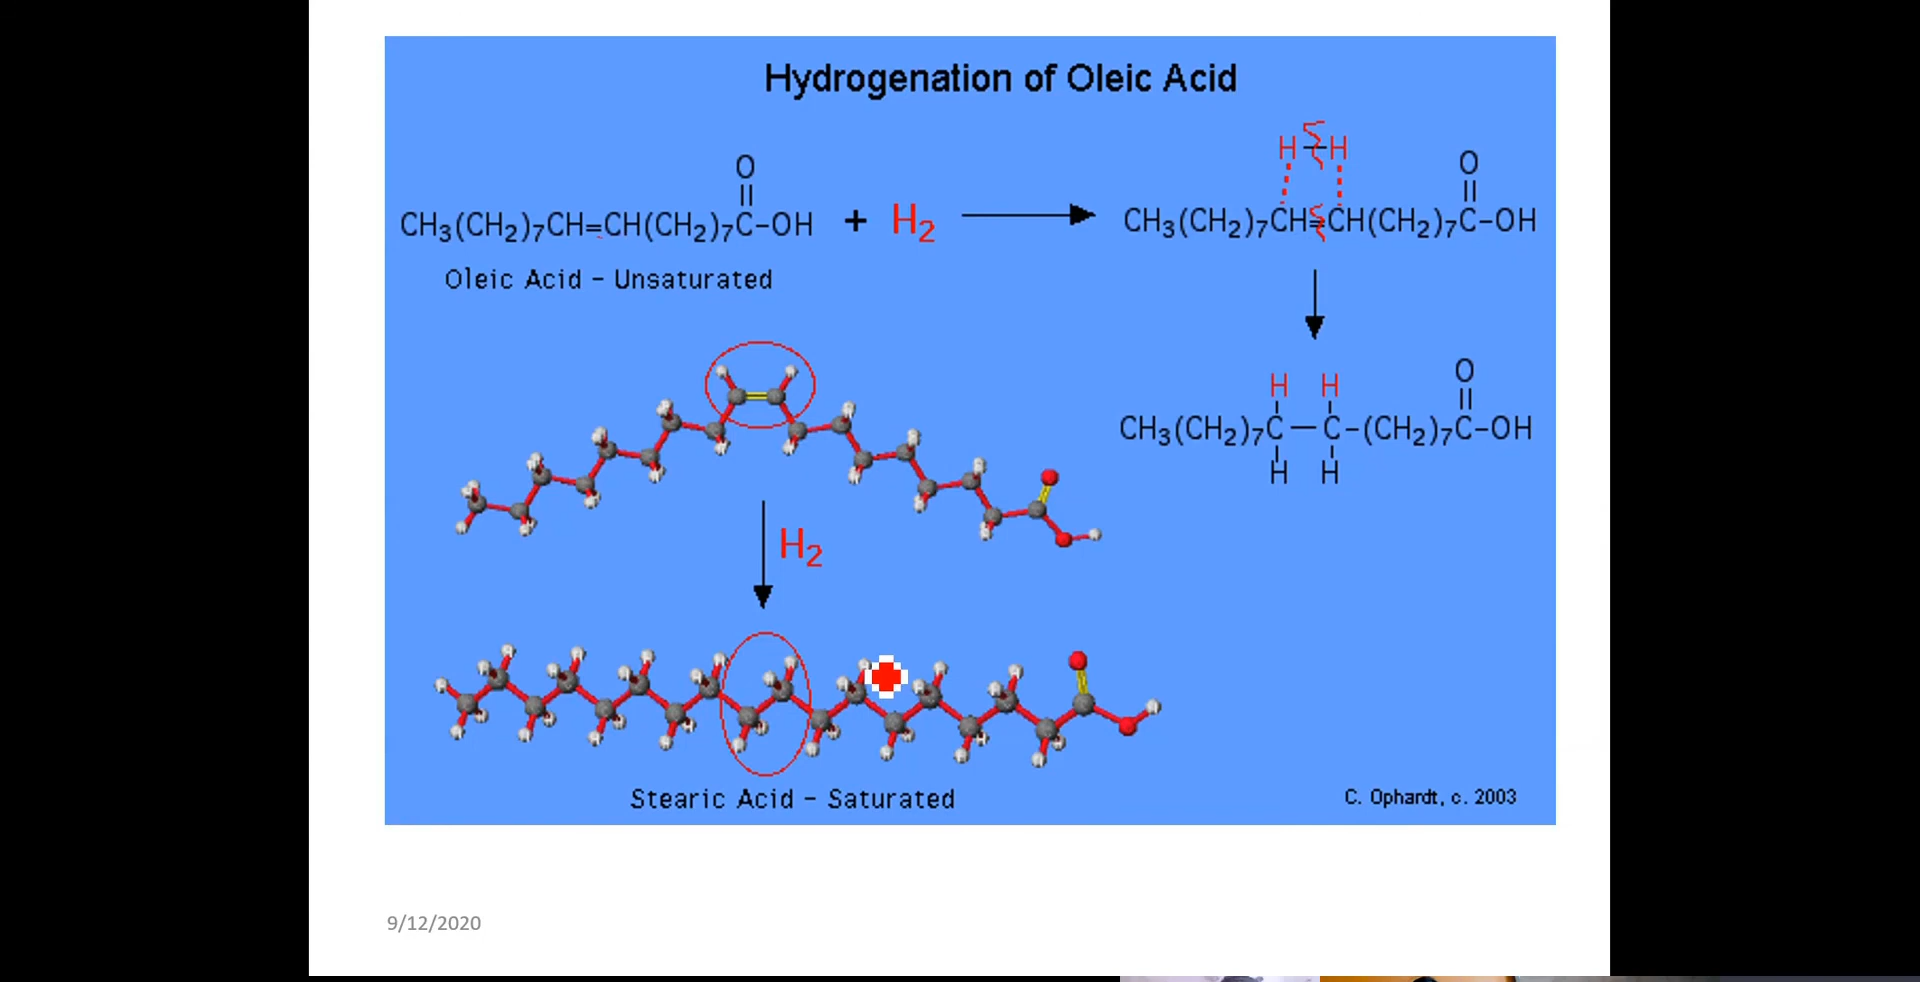 Hydrogenation of Oleic Acid
H—H
O
||
CH₃(CH₂)₇CH=CH(CH₂)₇C-OH + H₂
O
||
CH₃(CH₂)₇CH=CH(CH₂)₇C-OH
Oleic Acid - Unsaturated
H H O
||
CH₃(CH₂)₇C—C-(CH₂)₇C-OH
H H
H₂
Stearic Acid - Saturated
C. Ophardt, c. 2003
9/12/2020